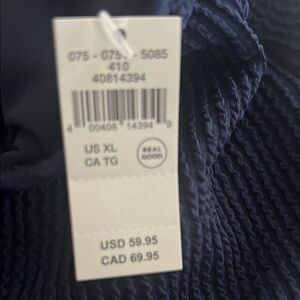 075 - 0751 - 5085
410
40814394
4 00408 14394 9
US XL
CA TG
REAL
GOOD
USD 59.95
CAD 69.95